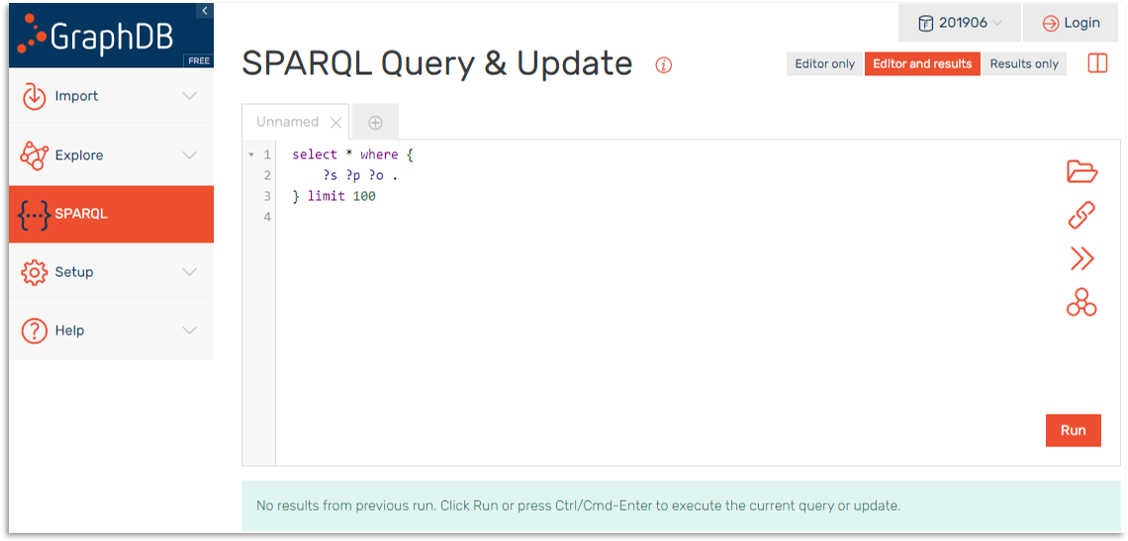 GraphDB
FREE
201906
Login
SPARQL Query & Update
Editor only
Editor and results
Results only
Import
Explore
SPARQL
Setup
Help
Unnamed
1 select * where {
2 ?s ?p ?o .
3 } limit 100
4
Run
No results from previous run. Click Run or press Ctrl/Cmd-Enter to execute the current query or update.